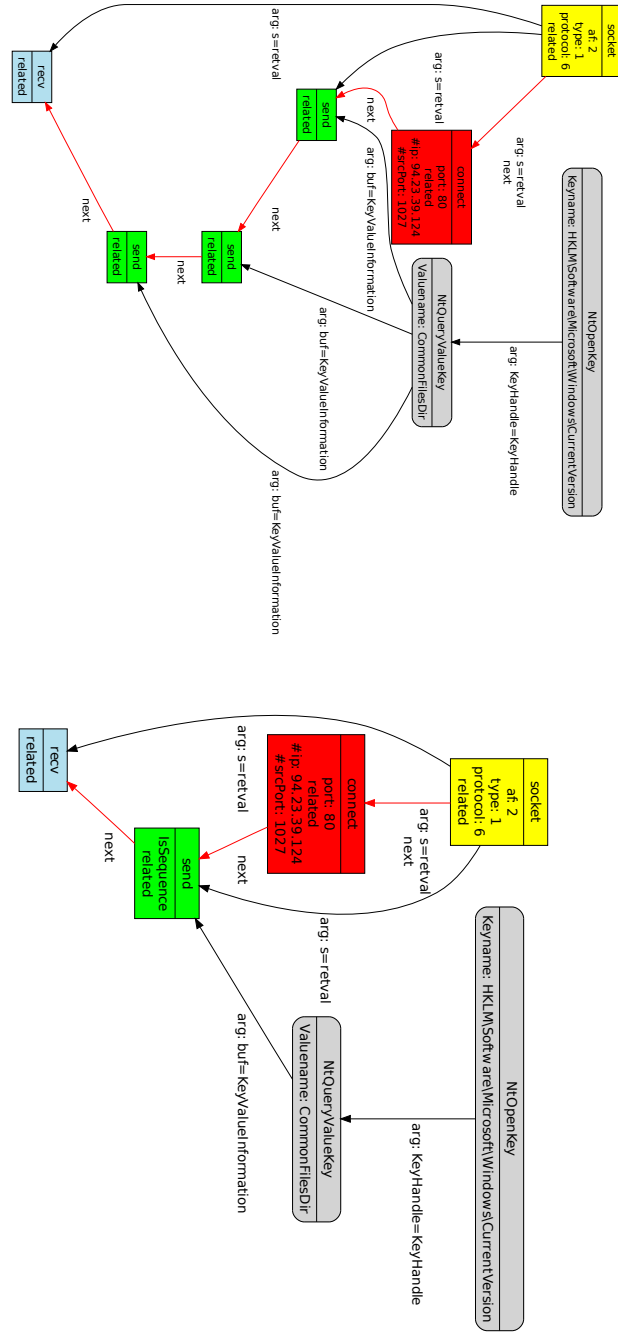 socket
af: 2
type: 1
protocol: 6
related
NtOpenKey
Keyname: HKLM\Software\Microsoft\Windows\CurrentVersion
arg: s=retval
next
arg: KeyHandle=KeyHandle
connect
port: 80
related
#ip: 94.23.39.124
#srcPort: 1027
NtQueryValueKey
Valuename: CommonFilesDir
arg: s=retval
next
arg: buf=KeyValueInformation
send
related
arg: s=retval
next
arg: buf=KeyValueInformation
send
related
next
arg: buf=KeyValueInformation
send
related
next
recv
related
socket
af: 2
type: 1
protocol: 6
related
NtOpenKey
Keyname: HKLM\Software\Microsoft\Windows\CurrentVersion
arg: s=retval
next
arg: KeyHandle=KeyHandle
connect
port: 80
related
#ip: 94.23.39.124
#srcPort: 1027
NtQueryValueKey
Valuename: CommonFilesDir
arg: s=retval
next
arg: s=retval
arg: buf=KeyValueInformation
send
IsSequence
related
next
recv
related